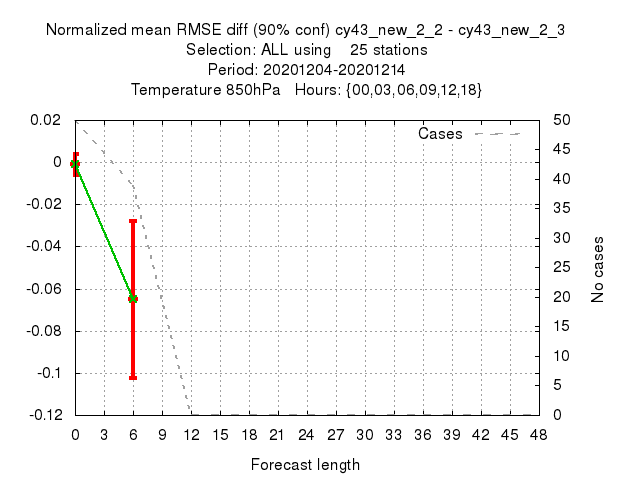 Normalized mean RMSE diff (90% conf) cy43_new_2_2 - cy43_new_2_3
Selection: ALL using    25 stations
Period: 20201204-20201214
Temperature 850hPa   Hours: {00,03,06,09,12,18}
Cases
0.02
0
-0.02
-0.04
-0.06
-0.08
-0.1
-0.12
50
45
40
35
30
25
20
15
10
5
0
No cases
0 3 6 9 12 15 18 21 24 27 30 33 36 39 42 45 48
Forecast length